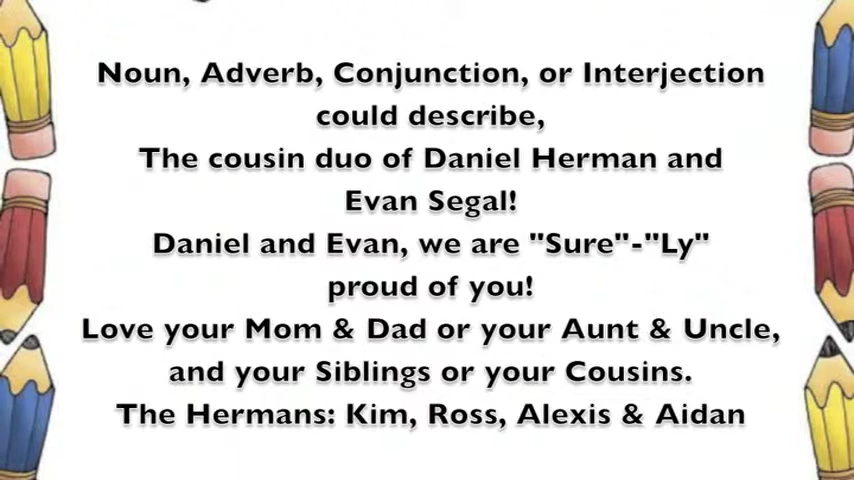 Noun, Adverb, Conjunction, or Interjection
could describe,
The cousin duo of Daniel Herman and
Evan Segal!
Daniel and Evan, we are "Sure"-"Ly"
proud of you!
Love your Mom & Dad or your Aunt & Uncle,
and your Siblings or your Cousins.
The Hermans: Kim, Ross, Alexis & Aidan